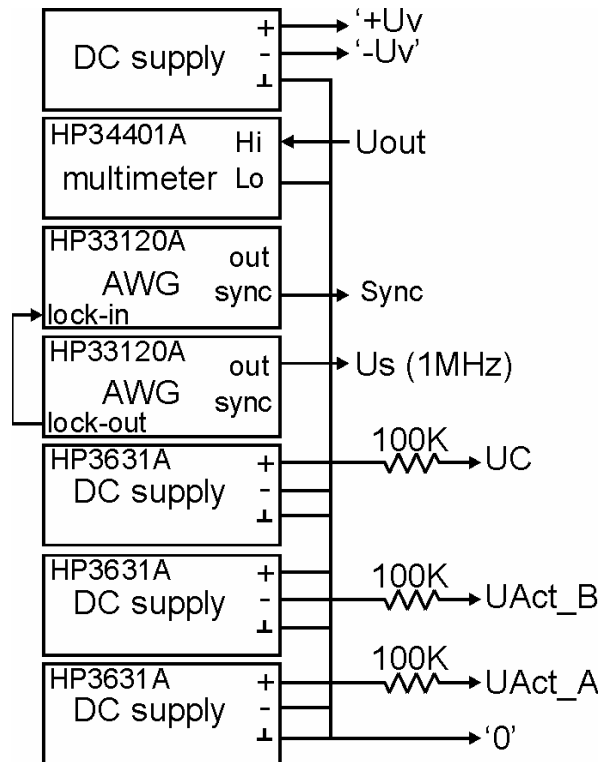 DC supply
+
-
⊥
‘+Uv
‘-Uv’
HP34401A
multimeter
Hi
Lo
Uout
HP33120A
AWG
lock-in
out
sync
Sync
HP33120A
AWG
lock-out
out
sync
Us (1MHz)
HP3631A
DC supply
+
-
⊥
100K
UC
HP3631A
DC supply
+
-
⊥
100K
UAct_B
HP3631A
DC supply
+
-
⊥
100K
UAct_A
‘0’